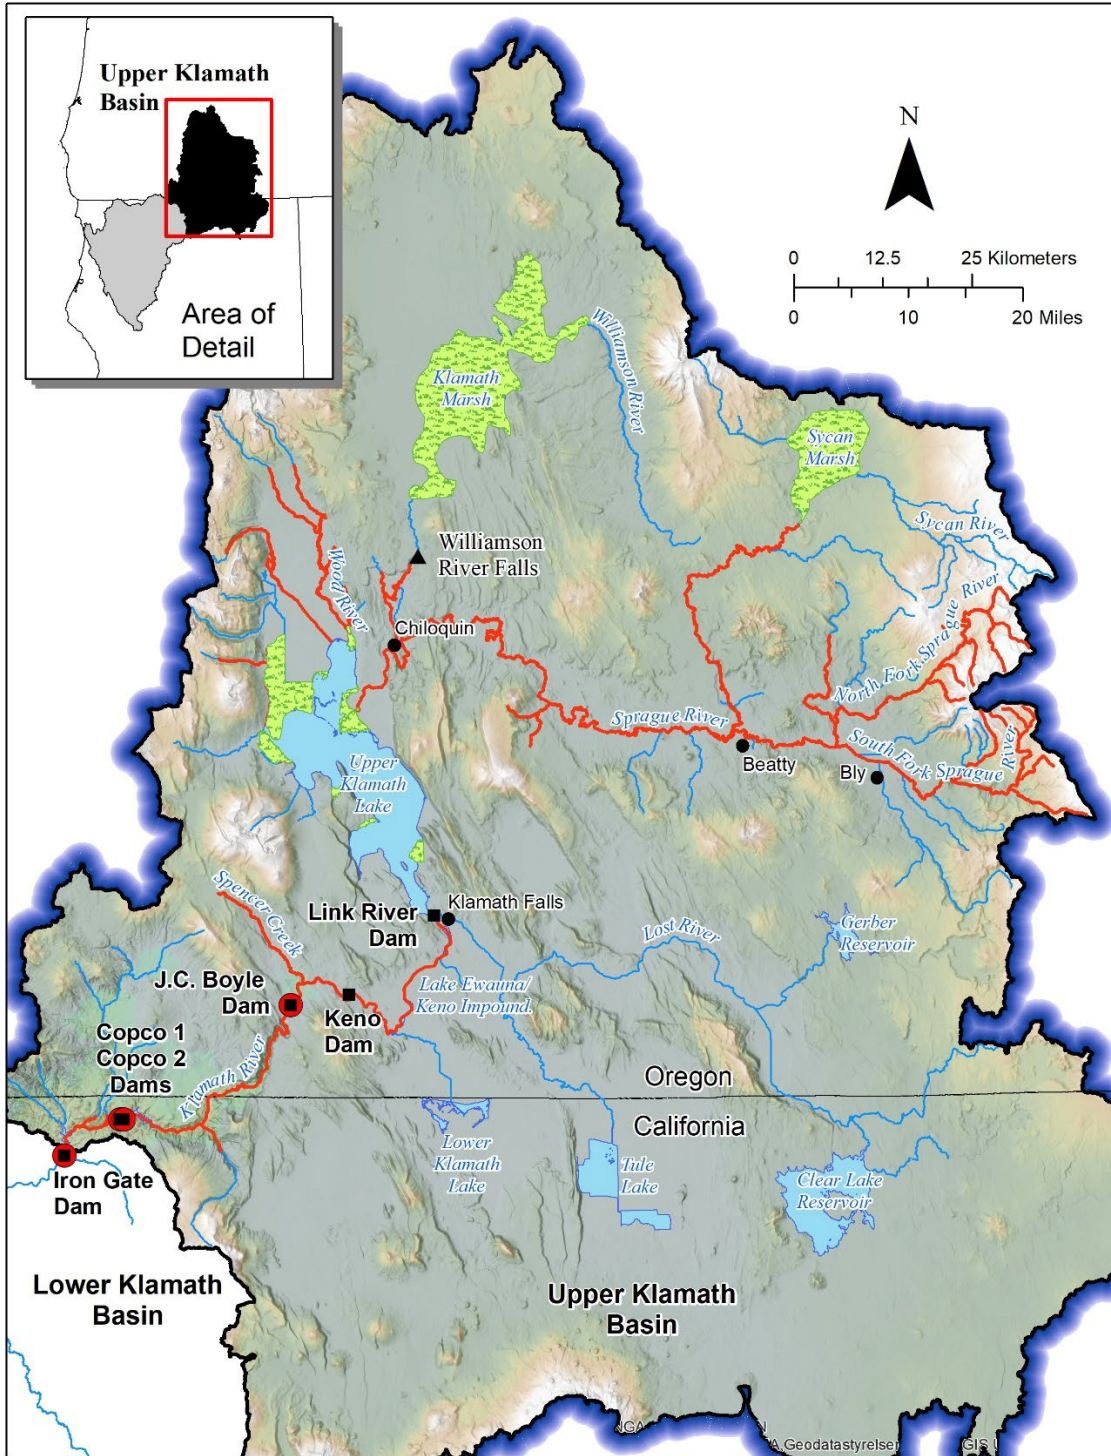 Upper Klamath
Basin
Area of
Detail
N
0 12.5 25 Kilometers
0 10 20 Miles
Klamath
Marsh
Williamson River
Sycan
Marsh
Sycan River
Williamson
River Falls
Wood River
Chiloquin
North Fork Sprague River
Sprague River
South Fork Sprague River
Beatty
Bly
Upper
Klamath
Lake
Spencer Creek
Link River
Dam
Klamath Falls
Lost River
Gerber
Reservoir
J.C. Boyle
Dam
Lake Ewauna/
Keno Impound.
Keno
Dam
Copco 1
Copco 2
Dams
Klamath River
Oregon
California
Lower
Klamath
Lake
Tule
Lake
Clear Lake
Reservoir
Iron Gate
Dam
Lower Klamath
Basin
Upper Klamath
Basin
Geodatastyrelsen